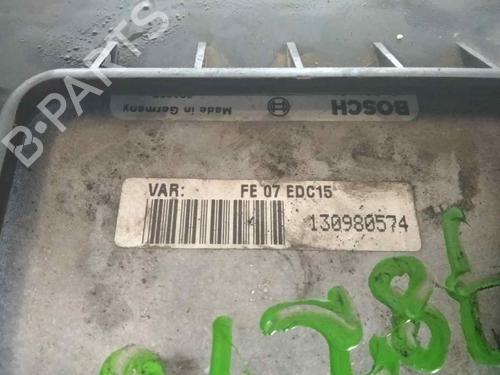 B-PARTS
BOSCH
Made in Germany
VAR: FE 07 EDC15
130980574